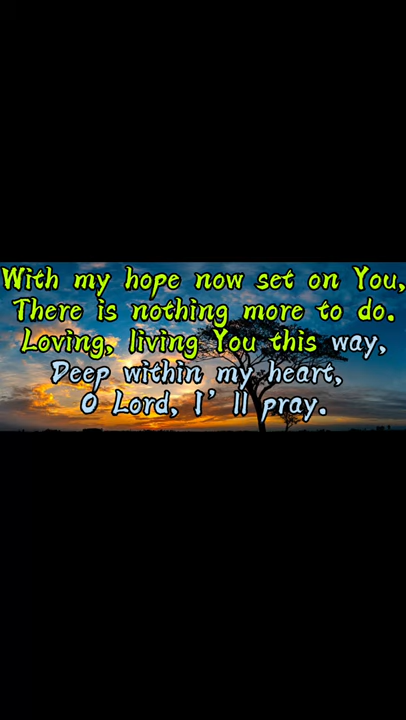 With my hope now set on You,
There is nothing more to do.
Loving, living You this way,
Deep within my heart,
O Lord, I'll pray.